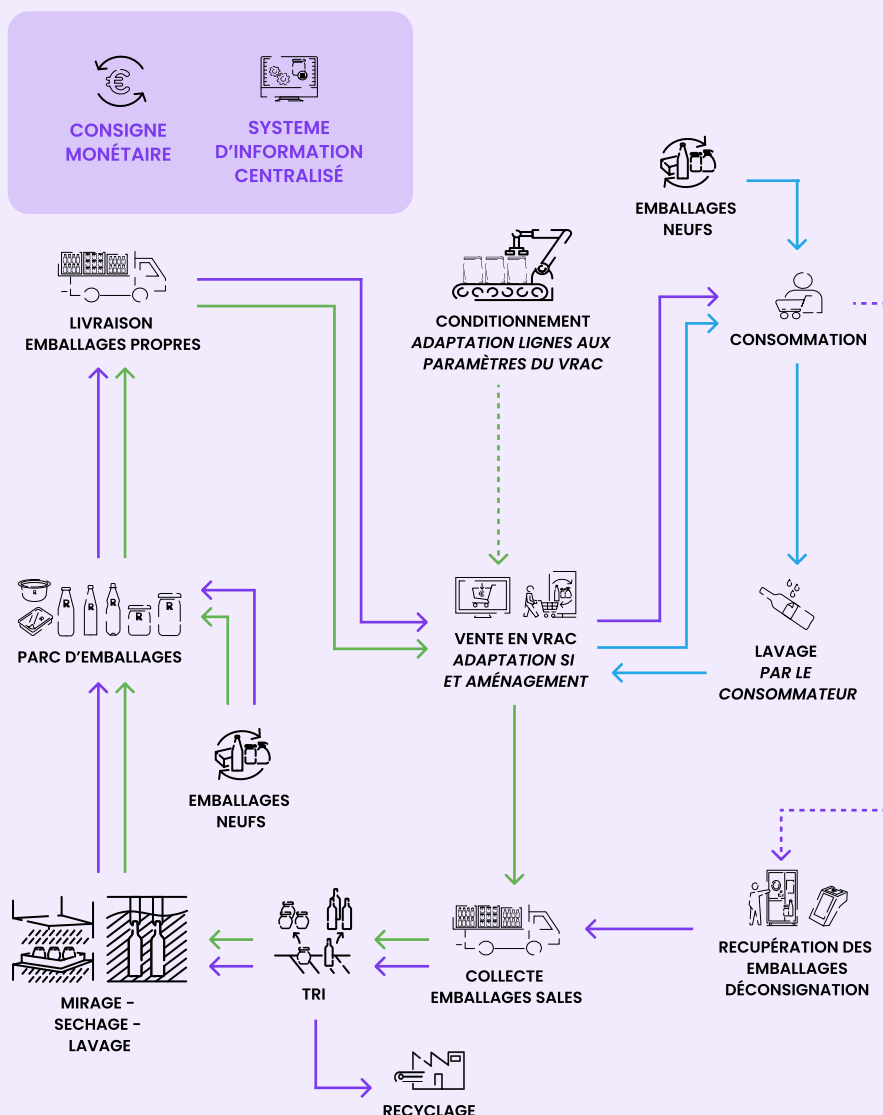 CONSIGNE
MONÉTAIRE
SYSTEME
D'INFORMATION
CENTRALISÉ
EMBALLAGES
NEUFS
LIVRAISON
EMBALLAGES PROPRES
CONDITIONNEMENT
ADAPTATION LIGNES AUX
PARAMÈTRES DU VRAC
CONSOMMATION
R
R
R
R
R
R
PARC D'EMBALLAGES
VENTE EN VRAC
ADAPTATION SI
ET AMÉNAGEMENT
LAVAGE
PAR LE
CONSOMMATEUR
EMBALLAGES
NEUFS
MIRAGE -
SECHAGE -
LAVAGE
TRI
COLLECTE
EMBALLAGES SALES
RECUPÉRATION DES
EMBALLAGES
DÉCONSIGNATION
RECYCLAGE